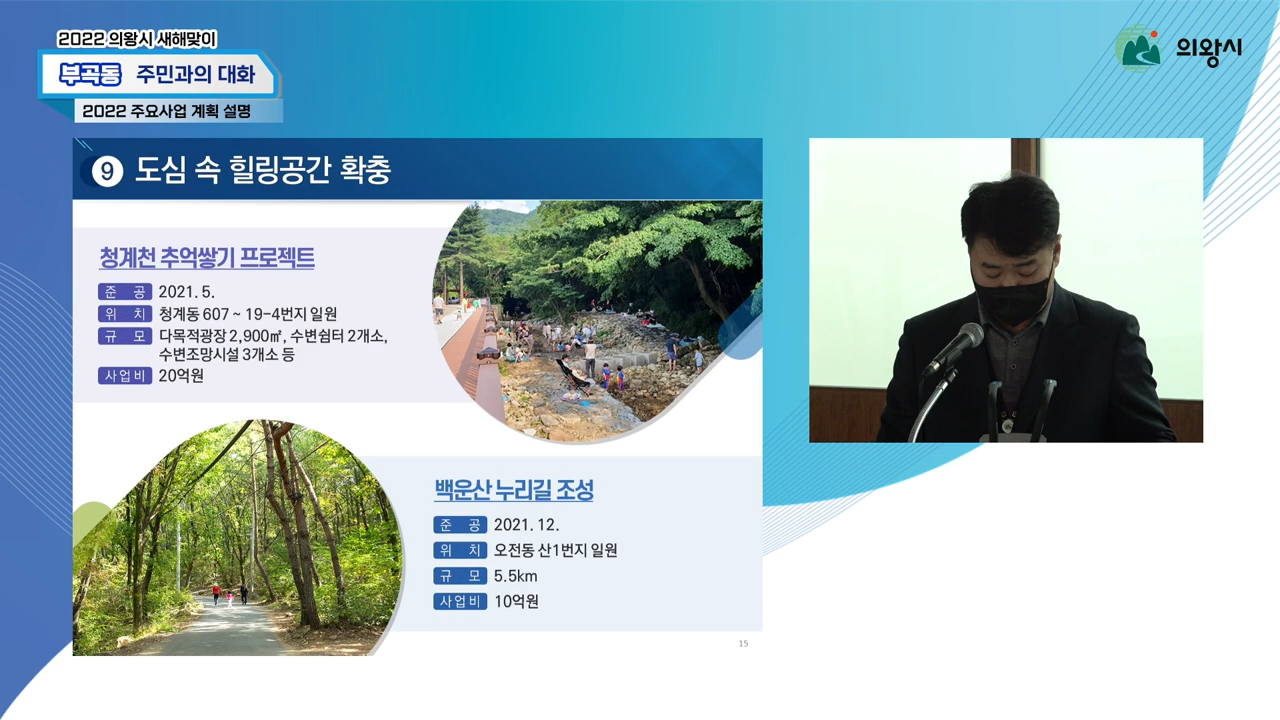 2022 의왕시 새해맞이
부곡동 주민과의 대화
2022 주요사업 계획 설명
의왕시
9 도심 속 힐링공간 확충
청계천 추억쌓기 프로젝트
준 공 2021. 5.
위 치 청계동 607 ~ 19-4번지 일원
규 모 다목적광장 2,900㎡, 수변쉼터 2개소,
수변조망시설 3개소 등
사업비 20억원
백운산 누리길 조성
준 공 2021. 12.
위 치 오전동 산1번지 일원
규 모 5.5km
사업비 10억원
15